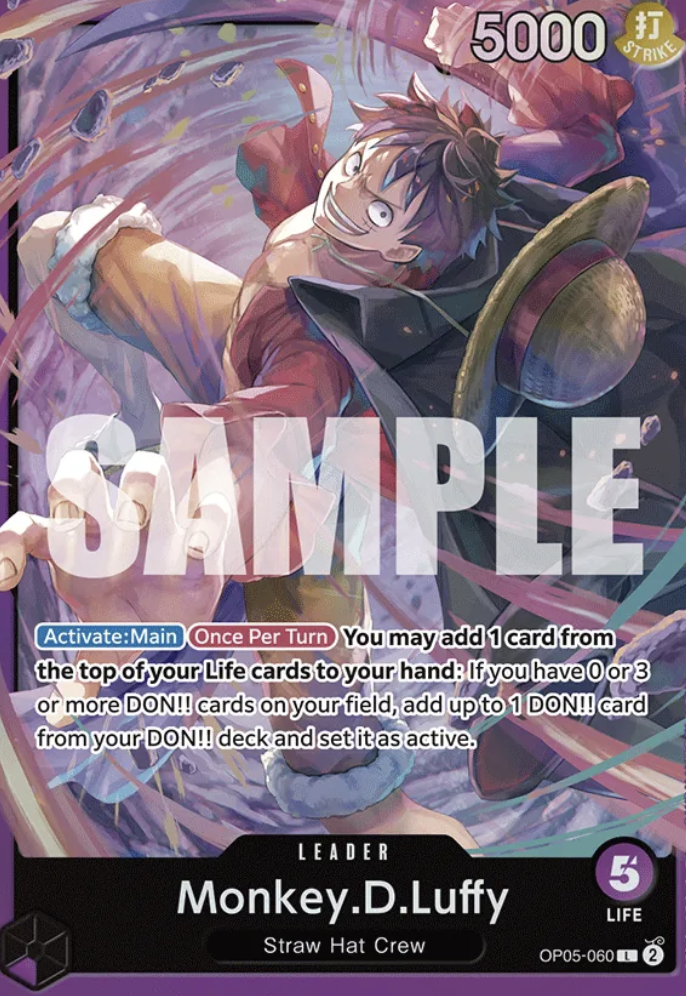 5000
打
STRIKE
SAMPLE
Activate:Main Once Per Turn You may add 1 card from
the top of your Life cards to your hand: If you have 0 or 3
or more DON!! cards on your field, add up to 1 DON!! card
from your DON!! deck and set it as active.
LEADER
Monkey.D.Luffy
5
LIFE
Straw Hat Crew
OP05-060 L 2